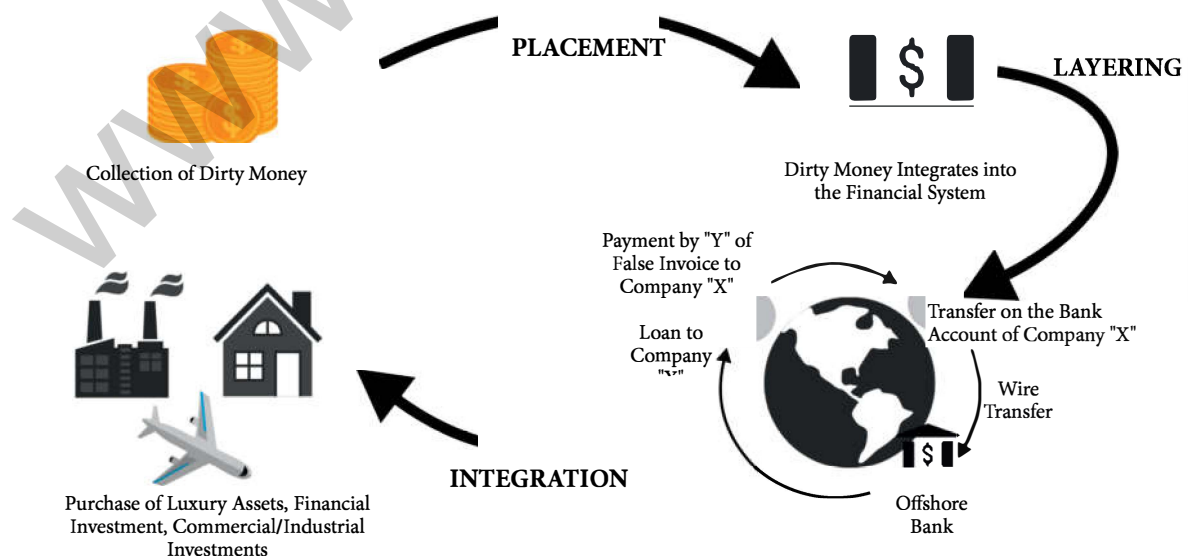 www
PLACEMENT
$
LAYERING
Collection of Dirty Money
Dirty Money Integrates into
the Financial System
Payment by "Y" of
False Invoice to
Company "X"
Transfer on the Bank
Account of Company "X"
Loan to
Company
Wire
Transfer
$
Offshore
Bank
INTEGRATION
Purchase of Luxury Assets, Financial
Investment, Commercial/Industrial
Investments